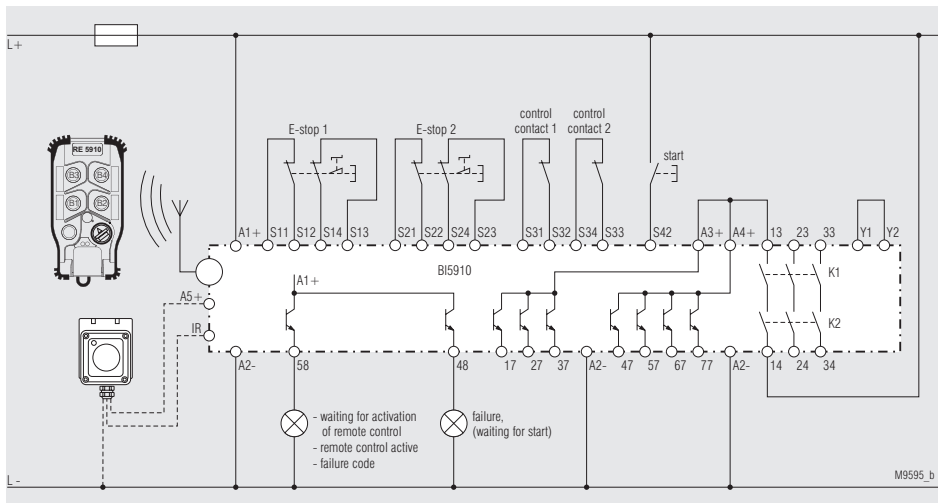 L+
control control
contact 1 contact 2
E-stop 1
E-stop 2
start
RE 5910
B3 B4
B1 B2
A1+ S11 S12 S14 S13 S21 S22 S24 S23 S31 S32 S34 S33 S42 A3+ A4+ 13 23 33 Y1 Y2
BI5910
A1+
K1
A5+
IR
K2
A2- 58 48 17 27 37 A2- 47 57 67 77 A2- 14 24 34
- waiting for activation
of remote control
- remote control active
- failure code
failure,
(waiting for start)
M9595_b
L -